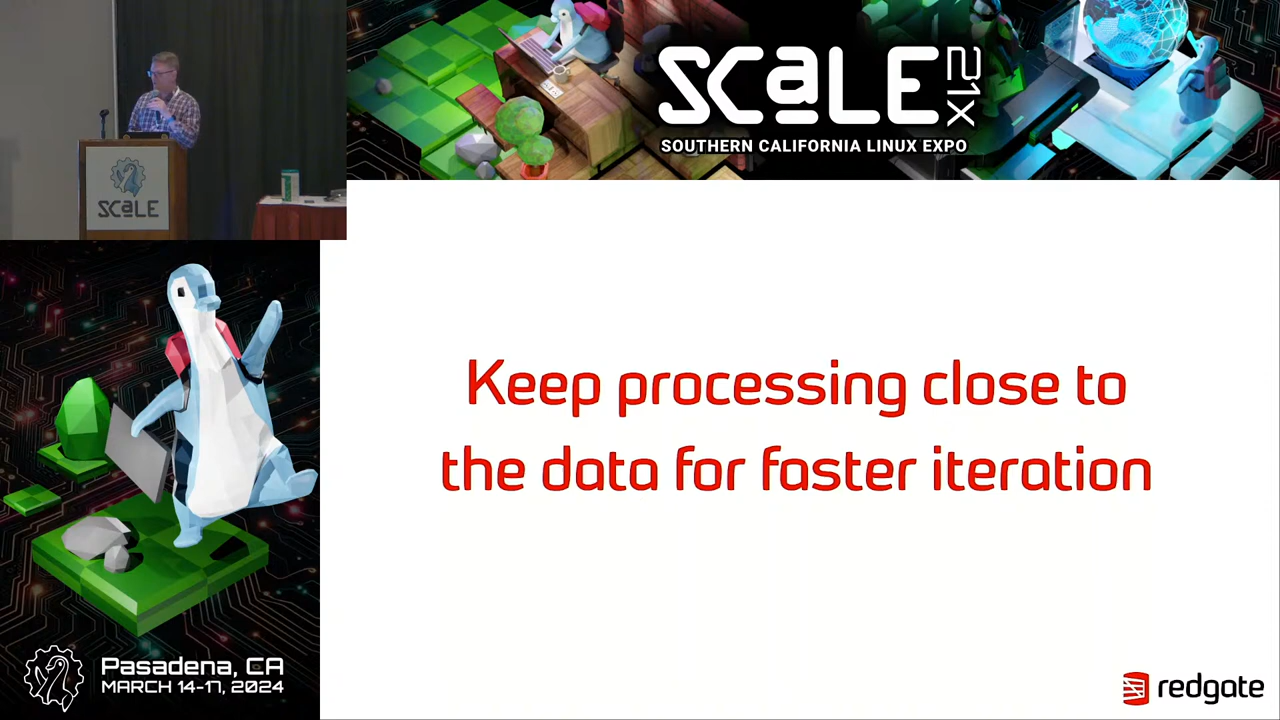 SCaLE
SCaLE 21X
SOUTHERN CALIFORNIA LINUX EXPO
Keep processing close to
the data for faster iteration
Pasadena, CA
MARCH 14-17, 2024
redgate